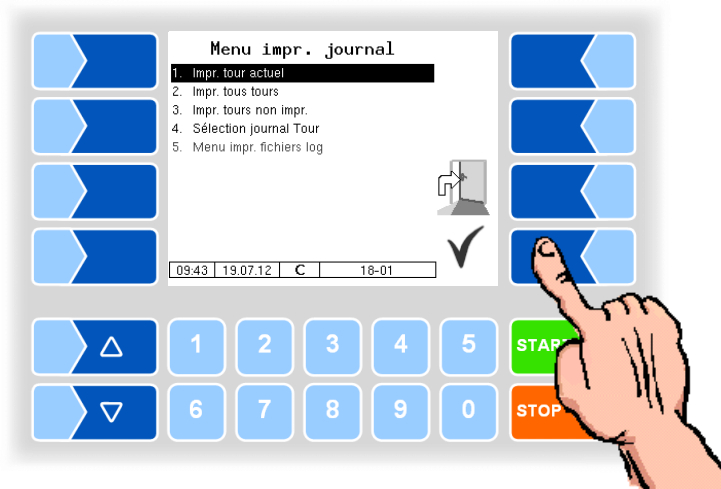 Menu impr. journal
1. Impr. tour actuel
2. Impr. tous tours
3. Impr. tours non impr.
4. Sélection journal Tour
5. Menu impr. fichiers log
09:43 19.07.12 C 18-01
1 2 3 4 5 STAR
6 7 8 9 0 STOP